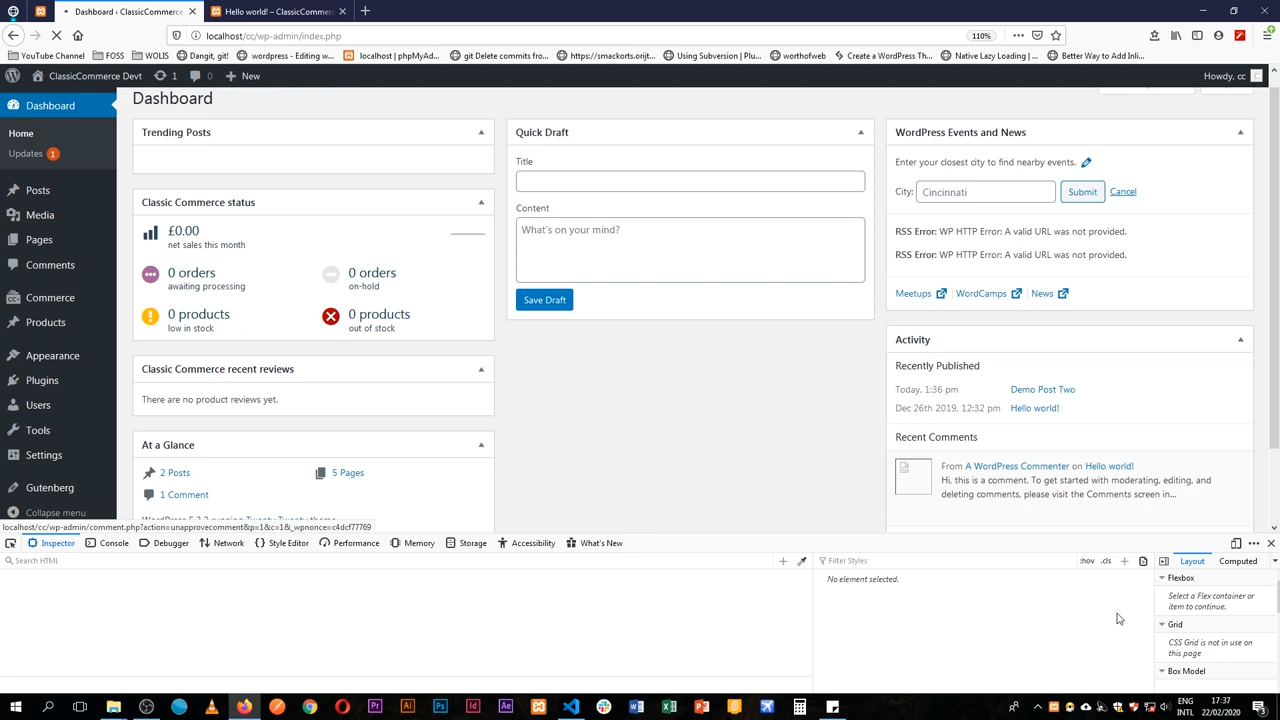 Dashboard ‹ ClassicCommerce
Hello world! – ClassicCommer
localhost/cc/wp-admin/index.php
110%
YouTube Channel
FOSS
WOLIS
Dangit, git!
wordpress - Editing w...
localhost | phpMyAd...
git Delete commits fro...
https://smackorts.orijt...
Using Subversion | Plu...
worthofweb
Create a WordPress Th...
Native Lazy Loading | ...
Better Way to Add Inli...
ClassicCommerce Devt
1
0
New
Howdy, cc
Dashboard
Home
Updates 1
Posts
Media
Pages
Comments
Commerce
Products
Appearance
Plugins
Users
Tools
Settings
Gutenberg
Collapse menu
Dashboard
Trending Posts
Classic Commerce status
£0.00
net sales this month
0 orders
awaiting processing
0 orders
on-hold
0 products
low in stock
0 products
out of stock
Classic Commerce recent reviews
There are no product reviews yet.
At a Glance
2 Posts
5 Pages
1 Comment
Quick Draft
Title
Content
What's on your mind?
Save Draft
WordPress Events and News
Enter your closest city to find nearby events.
City: Cincinnati Submit Cancel
RSS Error: WP HTTP Error: A valid URL was not provided.
RSS Error: WP HTTP Error: A valid URL was not provided.
Meetups
WordCamps
News
Activity
Recently Published
Today, 1:36 pm Demo Post Two
Dec 26th 2019, 12:32 pm Hello world!
Recent Comments
From A WordPress Commenter on Hello world!
Hi, this is a comment. To get started with moderating, editing, and
deleting comments, please visit the Comments screen in...
localhost/cc/wp-admin/comment.php?action=unapprovecomment&p=1&c=1&_wpnonce=c4dcf77769
Inspector
Console
Debugger
Network
Style Editor
Performance
Memory
Storage
Accessibility
What's New
Search HTML
Filter Styles
:hov .cls
Layout
Computed
No element selected.
Flexbox
Select a Flex container or
item to continue.
Grid
CSS Grid is not in use on
this page
Box Model
ENG
INTL
17:37
22/02/2020